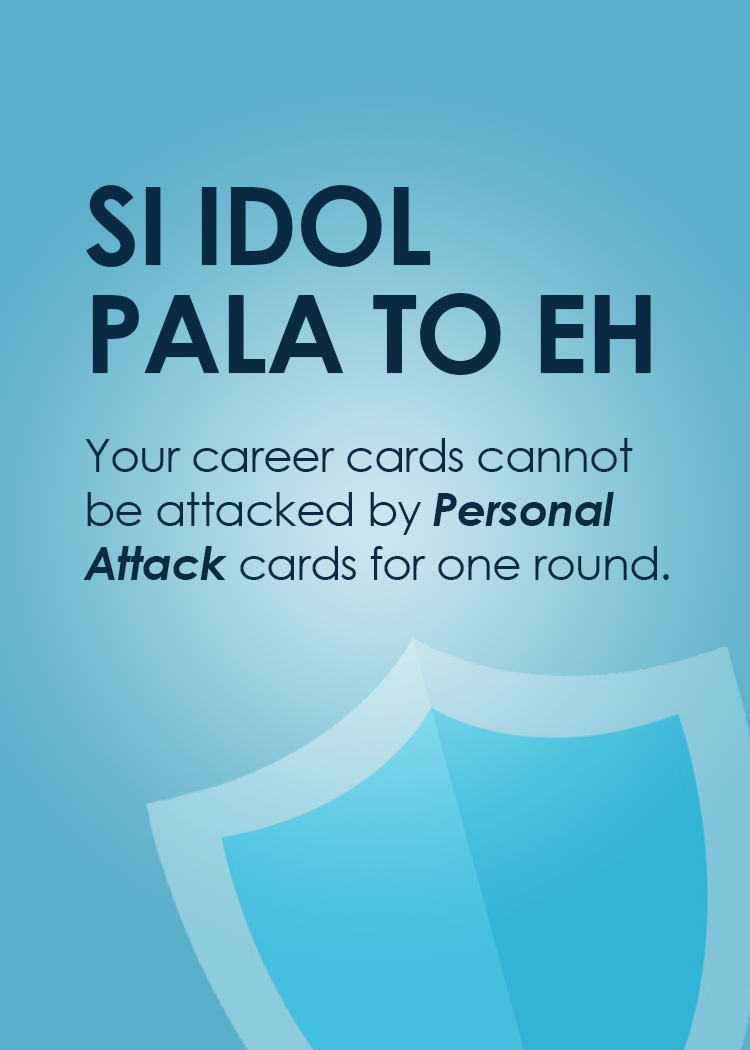 SI IDOL
PALA TO EH
Your career cards cannot
be attacked by Personal
Attack cards for one round.